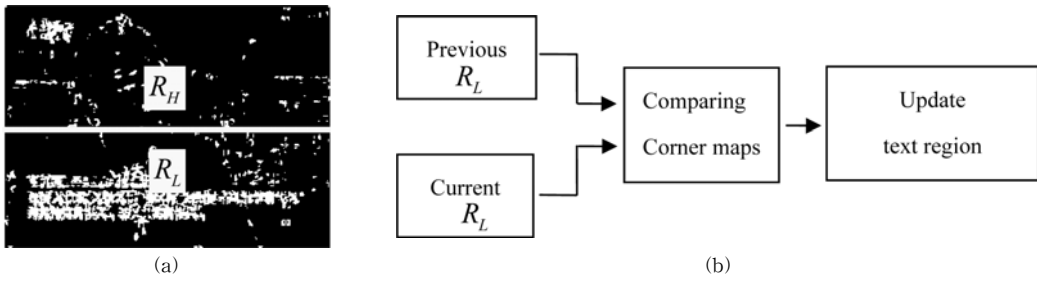 R_H
R_L
(a)
Previous
R_L
Current
R_L
Comparing
Corner maps
Update
text region
(b)